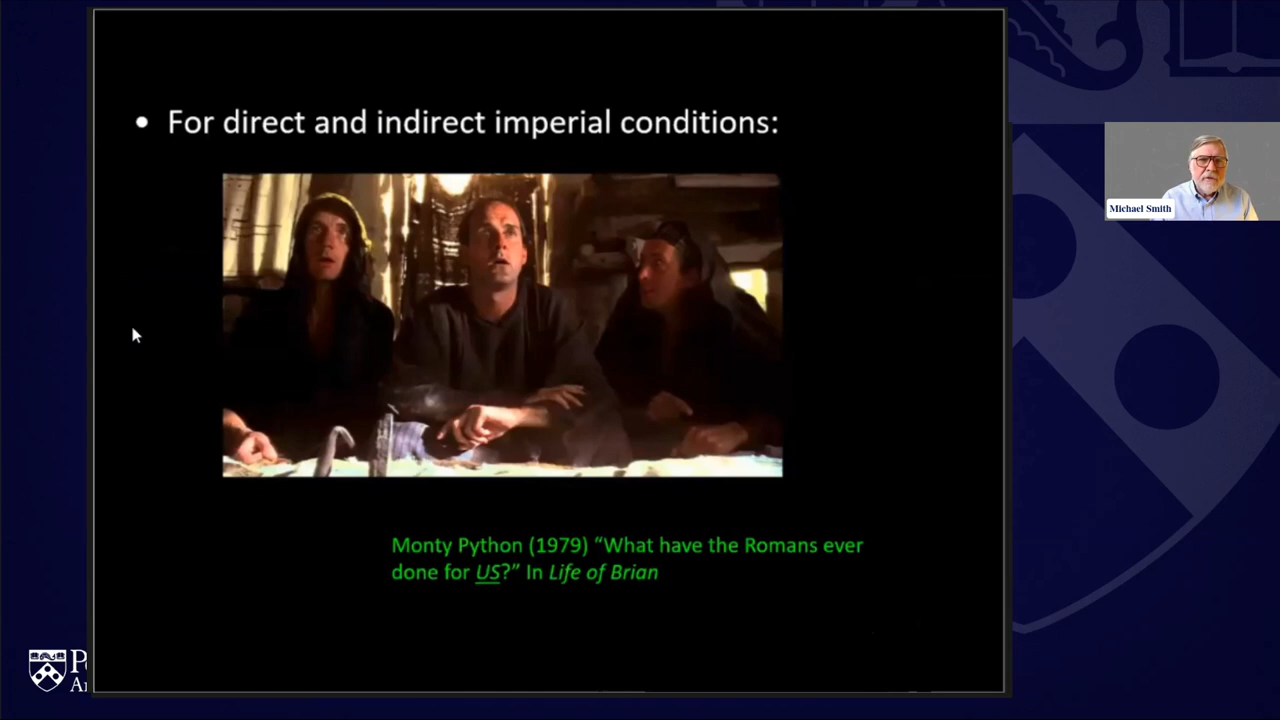 • For direct and indirect imperial conditions:
Monty Python (1979) “What have the Romans ever
done for US?” In Life of Brian
Michael Smith